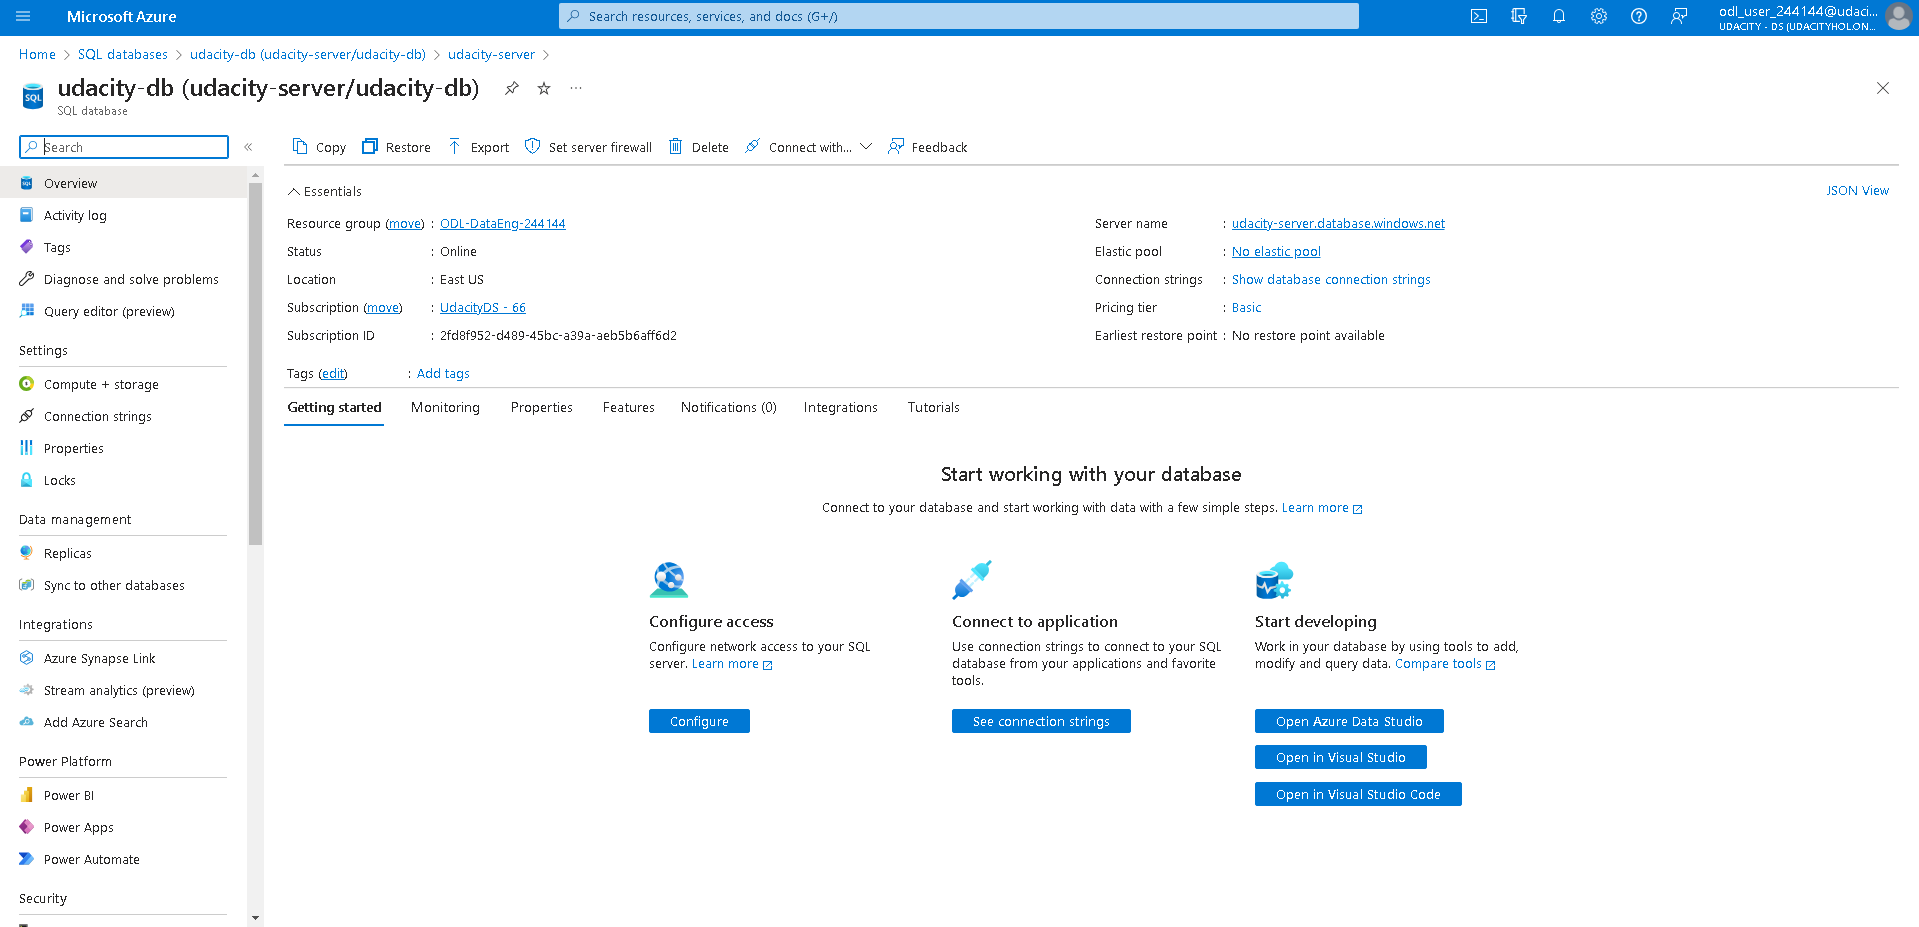 Microsoft Azure
Search resources, services, and docs (G+/)
odl_user_244144@udaci...
UDACITY - DS (UDACITYHOL.ON...
Home > SQL databases > udacity-db (udacity-server/udacity-db) > udacity-server >
udacity-db (udacity-server/udacity-db)
SQL database
Search
Copy Restore Export Set server firewall Delete Connect with... Feedback
Overview
Activity log
Tags
Diagnose and solve problems
Query editor (preview)
Settings
Compute + storage
Connection strings
Properties
Locks
Data management
Replicas
Sync to other databases
Integrations
Azure Synapse Link
Stream analytics (preview)
Add Azure Search
Power Platform
Power BI
Power Apps
Power Automate
Security
Essentials
JSON View
Resource group (move) : ODL-DataEng-244144
Status : Online
Location : East US
Subscription (move) : UdacityDS - 66
Subscription ID : 2fd8f952-d489-45bc-a39a-aeb5b6aff6d2
Server name : udacity-server.database.windows.net
Elastic pool : No elastic pool
Connection strings : Show database connection strings
Pricing tier : Basic
Earliest restore point : No restore point available
Tags (edit) : Add tags
Getting started Monitoring Properties Features Notifications (0) Integrations Tutorials
Start working with your database
Connect to your database and start working with data with a few simple steps. Learn more
Configure access
Configure network access to your SQL
server. Learn more
Configure
Connect to application
Use connection strings to connect to your SQL
database from your applications and favorite
tools.
See connection strings
Start developing
Work in your database by using tools to add,
modify and query data. Compare tools
Open Azure Data Studio
Open in Visual Studio
Open in Visual Studio Code